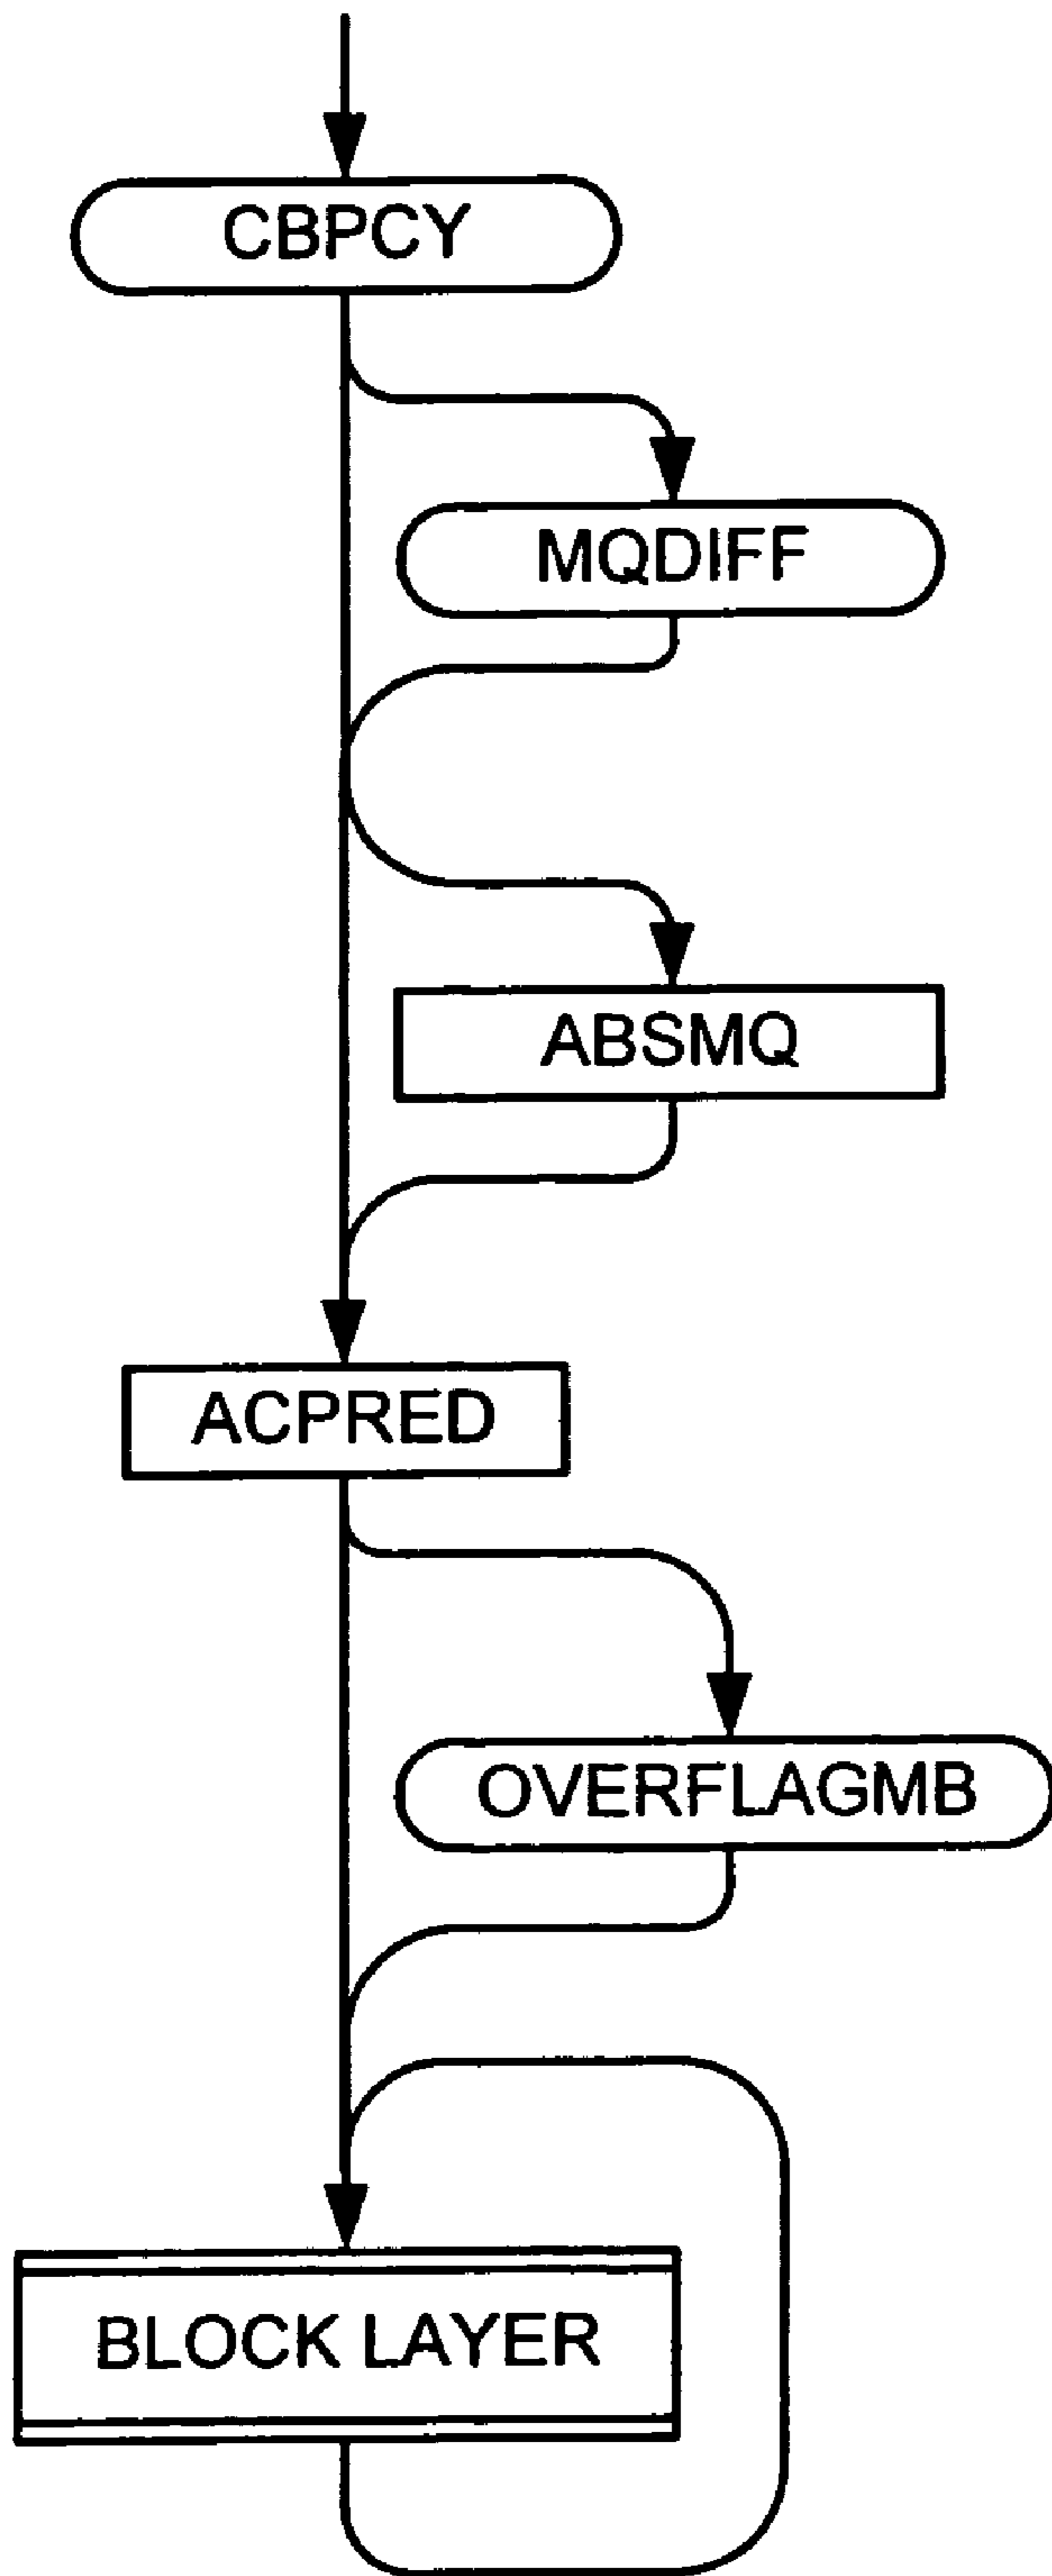 CBPCY
MQDIFF
ABSMQ
ACPRED
OVERFLAGMB
BLOCK LAYER